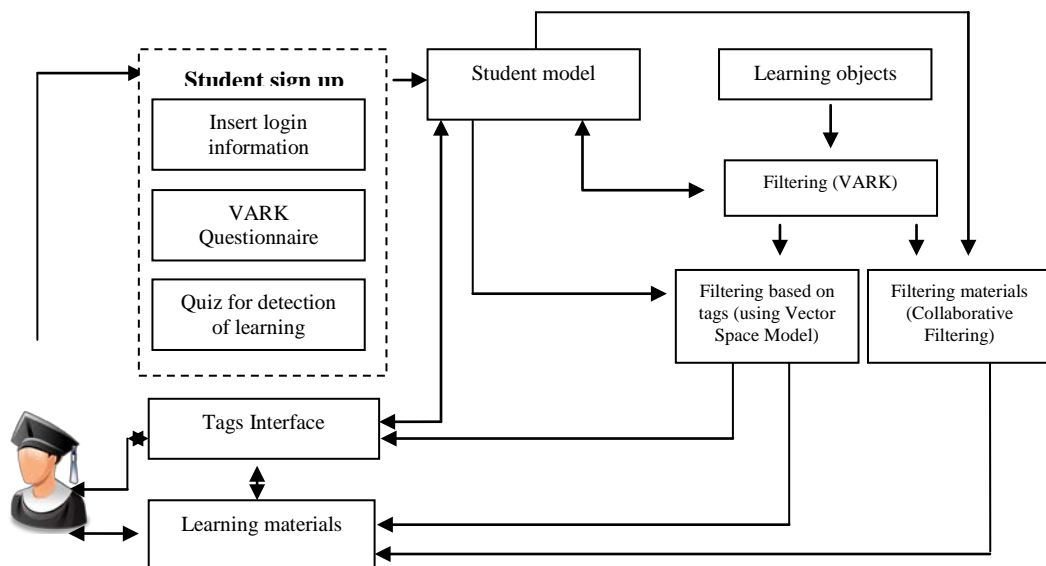 Student sign up
Insert login
information
VARK
Questionnaire
Quiz for detection
of learning
Student model
Learning objects
Filtering (VARK)
Filtering based on
tags (using Vector
Space Model)
Filtering materials
(Collaborative
Filtering)
Tags Interface
Learning materials